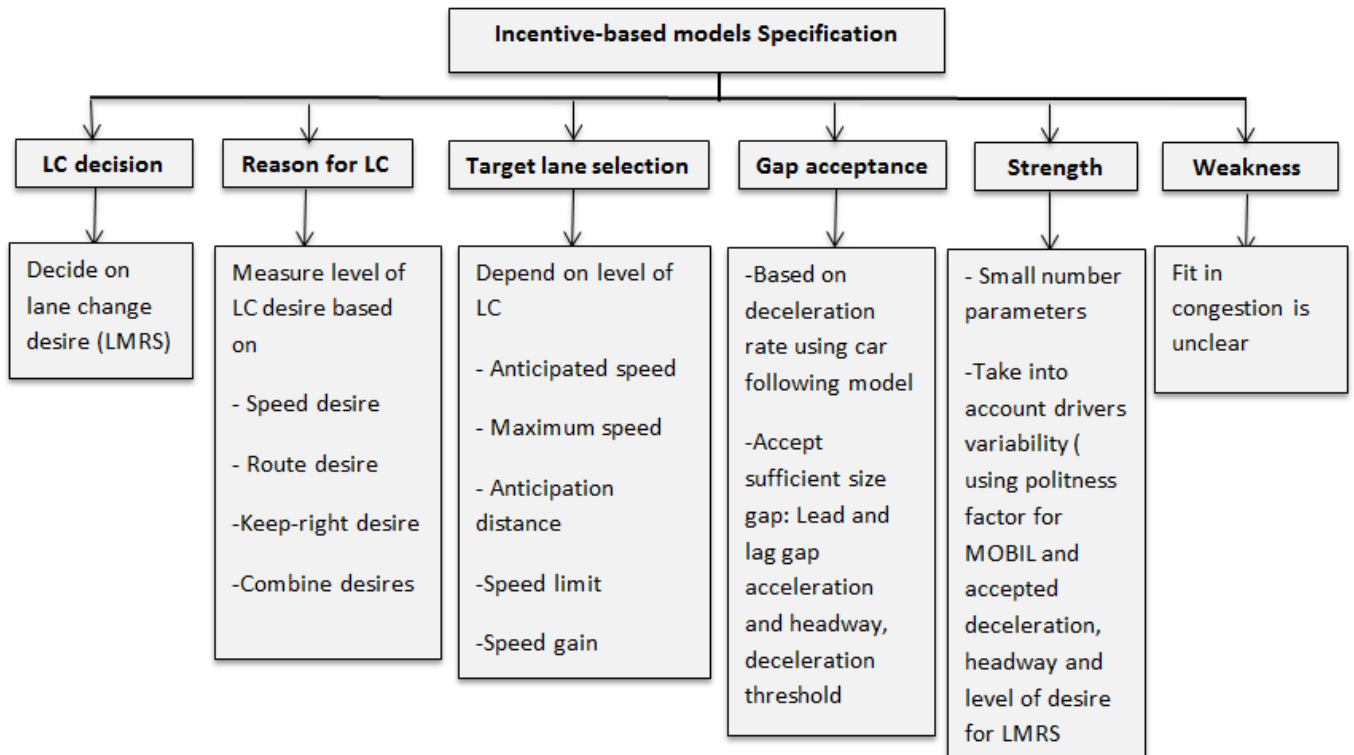 Incentive-based models Specification
LC decision
Reason for LC
Target lane selection
Gap acceptance
Strength
Weakness
Decide on
lane change
desire (LMRS)
Measure level of
LC desire based
on
- Speed desire
- Route desire
-Keep-right desire
-Combine desires
Depend on level of
LC
- Anticipated speed
- Maximum speed
- Anticipation
distance
-Speed limit
-Speed gain
-Based on
deceleration
rate using car
following model
-Accept
sufficient size
gap: Lead and
lag gap
acceleration
and headway,
deceleration
threshold
- Small number
parameters
-Take into
account drivers
variability (
using politness
factor for
MOBIL and
accepted
deceleration,
headway and
level of desire
for LMRS
Fit in
congestion is
unclear